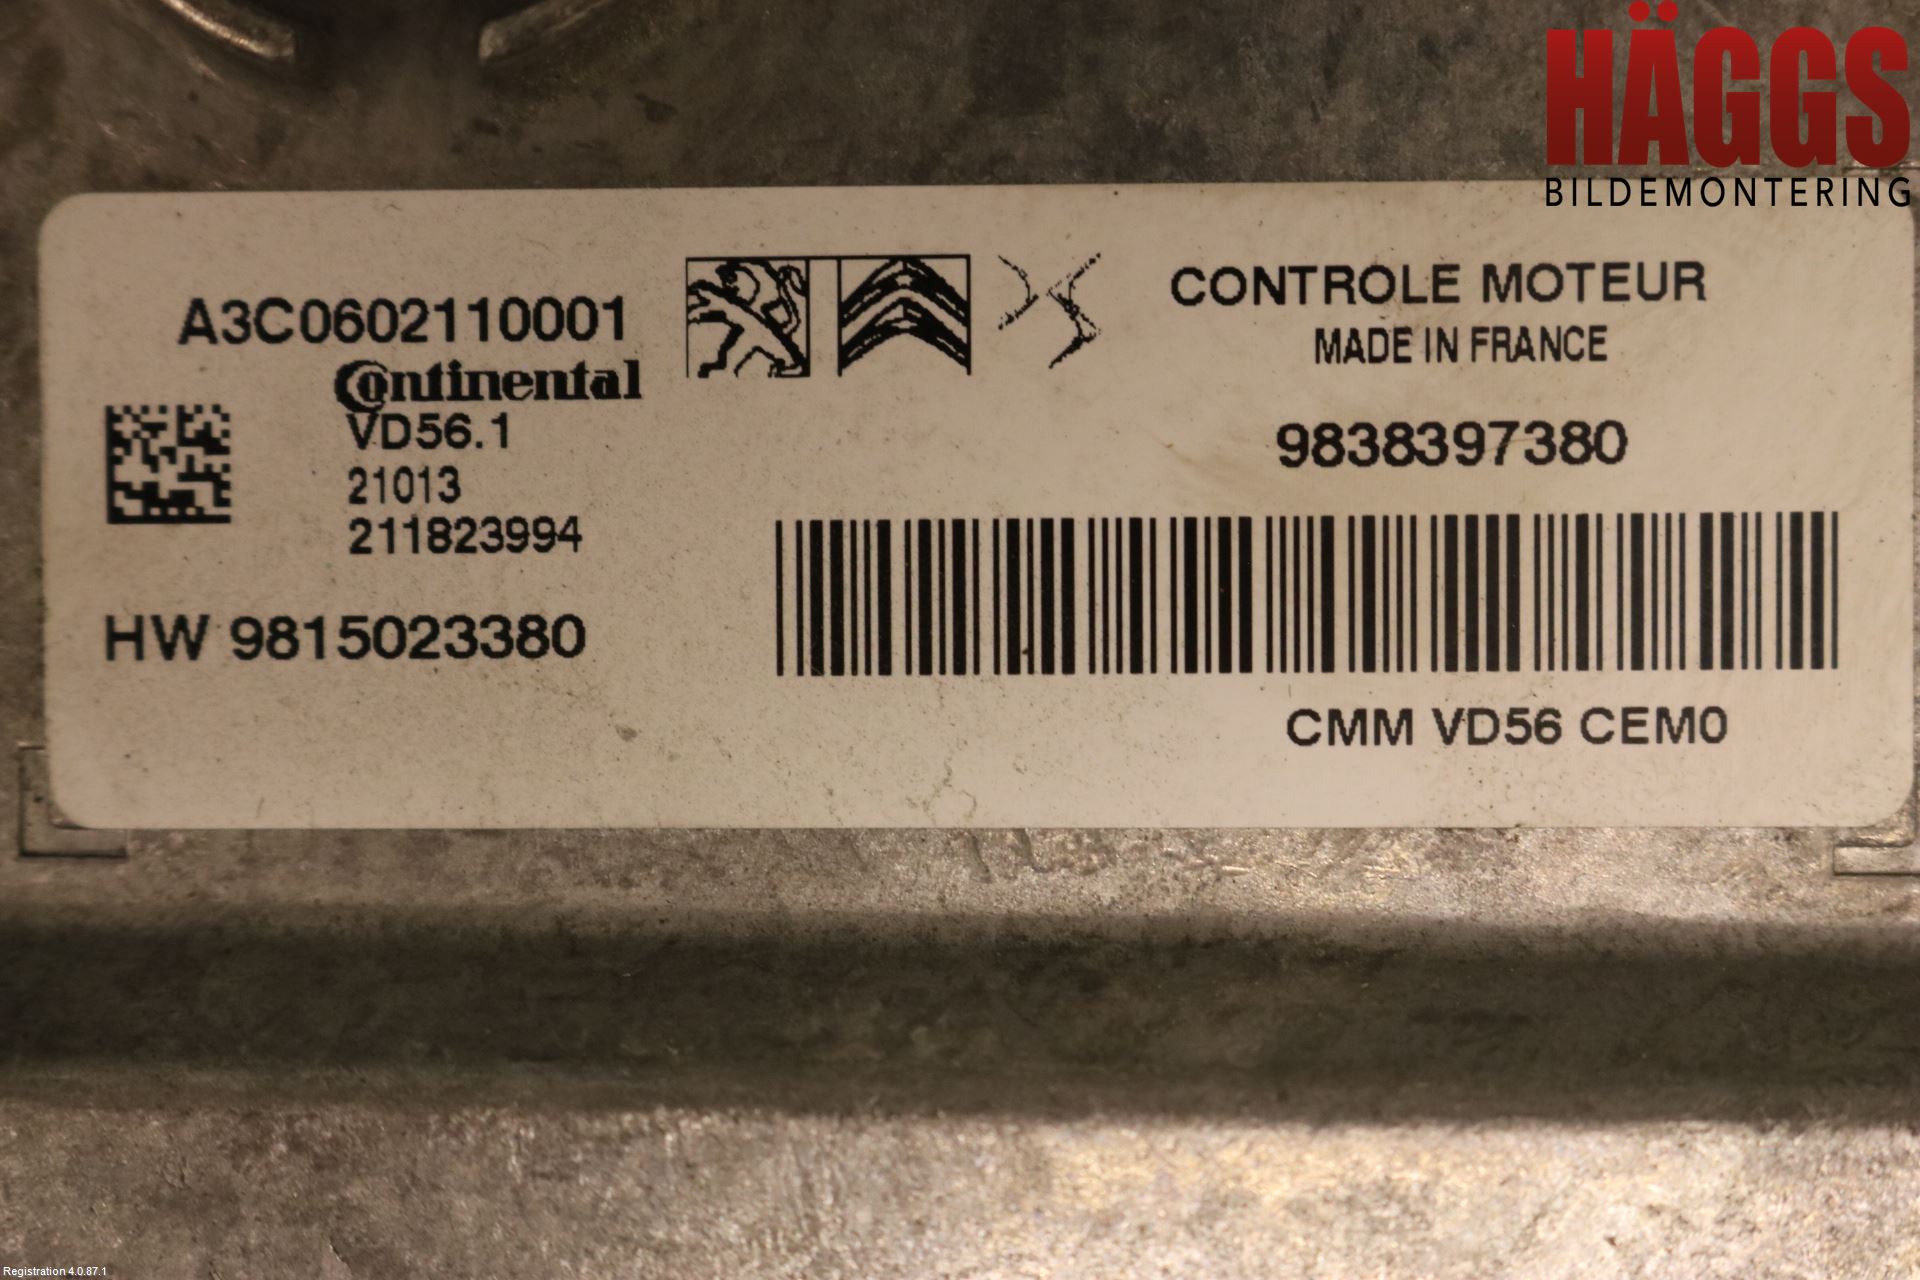 HÄGGS
BILDEMONTERING
A3C0602110001
Continental
VD56.1
21013
211823994
HW 9815023380
CONTROLE MOTEUR
MADE IN FRANCE
9838397380
CMM VD56 CEM0
Registration 4.0.87.1